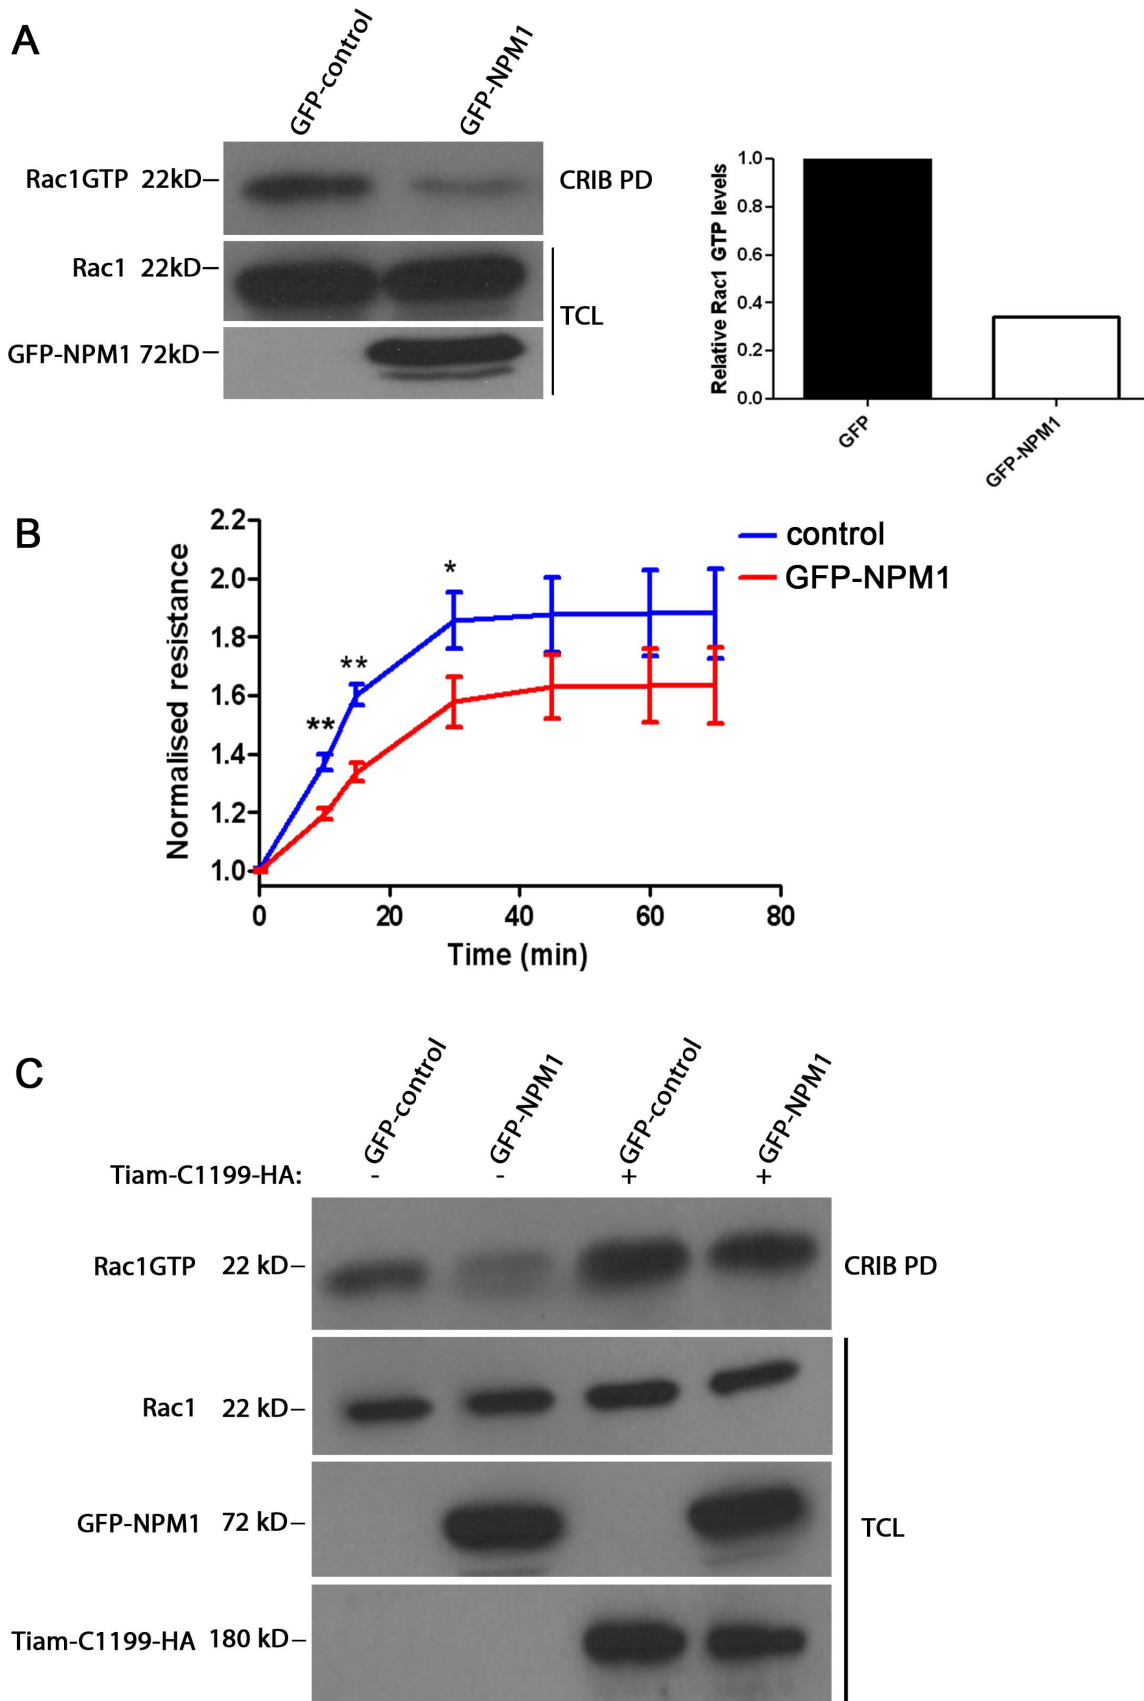 A
GFP-control
GFP-NPM1
Rac1GTP 22kD
CRIB PD
Rac1 22kD
GFP-NPM1 72kD
TCL
Relative Rac1 GTP levels
1.0
0.8
0.6
0.4
0.2
0.0
GFP
GFP-NPM1
B
Normalised resistance
2.2
2.0
1.8
1.6
1.4
1.2
1.0
**
**
*
control
GFP-NPM1
0 20 40 60 80
Time (min)
C
GFP-control
GFP-NPM1
GFP-control
GFP-NPM1
Tiam-C1199-HA: - - + +
Rac1GTP 22 kD
CRIB PD
Rac1 22 kD
GFP-NPM1 72 kD
TCL
Tiam-C1199-HA 180 kD